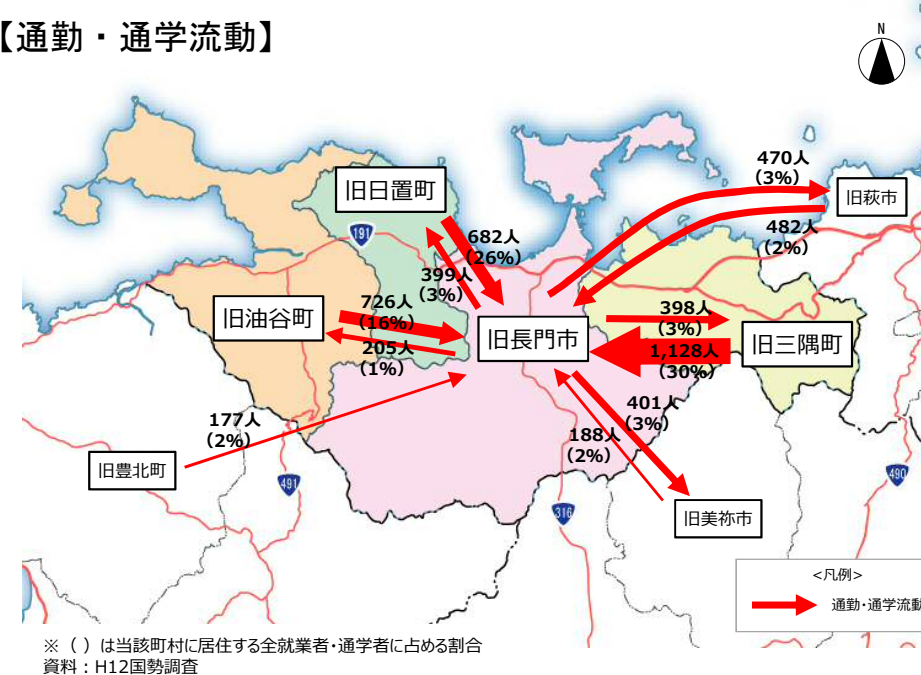 【通勤・通学流動】
N
470人
(3%)
旧日置町
旧萩市
191
682人
(26%)
482人
(2%)
399人
(3%)
726人
(16%)
398人
(3%)
旧油谷町
旧長門市
旧三隅町
205人
(1%)
1,128人
(30%)
177人
(2%)
401人
(3%)
188人
(2%)
旧豊北町
491
490
316
旧美祢市
<凡例>
通勤・通学流動
※ ( ) は当該町村に居住する全就業者・通学者に占める割合
資料：H12国勢調査